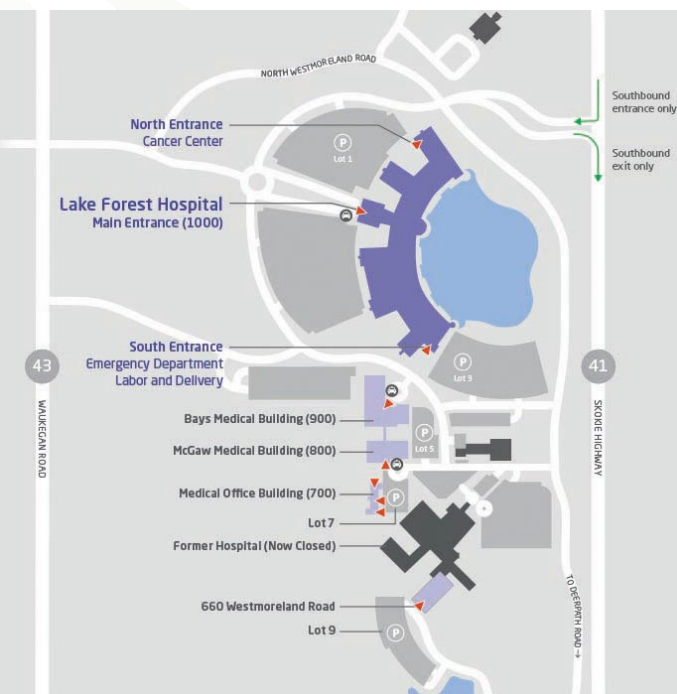 NORTH WESTMORELAND ROAD
Southbound
entrance only
Southbound
exit only
North Entrance
Cancer Center
P
Lot 1
Lake Forest Hospital
Main Entrance (1000)
South Entrance
Emergency Department
Labor and Delivery
P
Lot 3
43
41
WAUKEGAN ROAD
SKOKIE HIGHWAY
Bays Medical Building (900)
P
Lot 5
McGaw Medical Building (800)
Medical Office Building (700)
P
Lot 7
Former Hospital (Now Closed)
TO DEERPATH ROAD→
660 Westmoreland Road
Lot 9
P